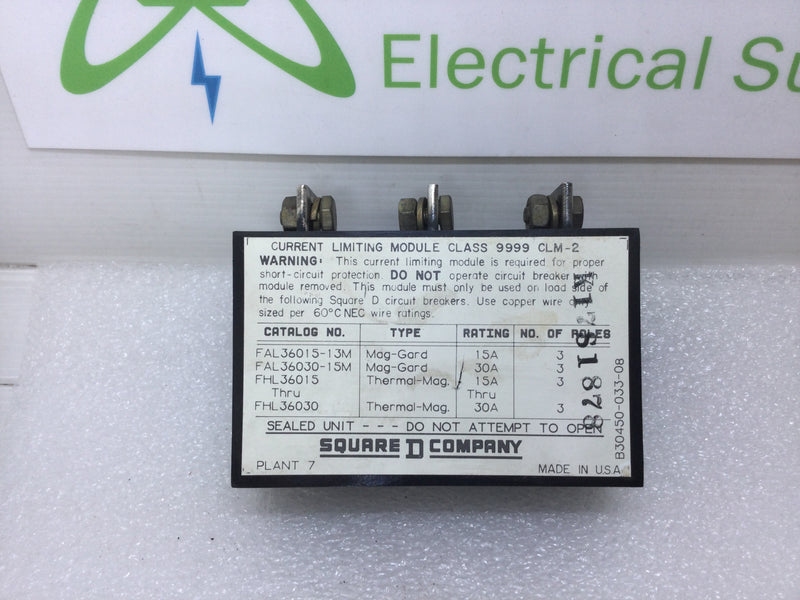 Electrical Su
CURRENT LIMITING MODULE CLASS 9999 CLM-2
WARNING: This current limiting module is required for proper
short-circuit protection. DO NOT operate circuit breaker
module removed. This module must only be used on load side of
the following Square D circuit breakers. Use copper wire
sized per 60°C NEC wire ratings.
CATALOG NO. TYPE RATING NO. OF POLES
FAL36015-13M Mag-Gard 15A 3
FAL36030-15M Mag-Gard 30A 3
FHL36015 Thermal-Mag. 15A 3
Thru Thru
FHL36030 Thermal-Mag. 30A 3
SEALED UNIT --- DO NOT ATTEMPT TO OPEN
SQUARE D COMPANY
PLANT 7 MADE IN U.S.A
B30450-033-08